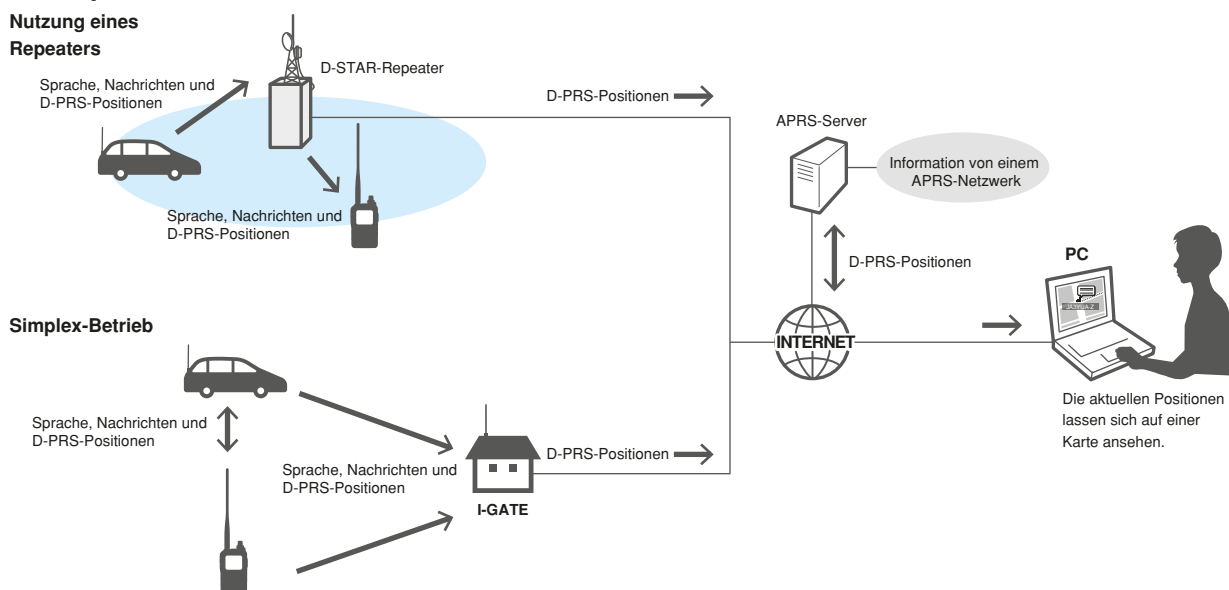 Nutzung eines
Repeaters
D-STAR-Repeater
Sprache, Nachrichten und
D-PRS-Positionen
Sprache, Nachrichten und
D-PRS-Positionen
D-PRS-Positionen
APRS-Server
Information von einem
APRS-Netzwerk
D-PRS-Positionen
INTERNET
PC
Die aktuellen Positionen
lassen sich auf einer
Karte ansehen.
Simplex-Betrieb
Sprache, Nachrichten und
D-PRS-Positionen
Sprache, Nachrichten und
D-PRS-Positionen
I-GATE
D-PRS-Positionen